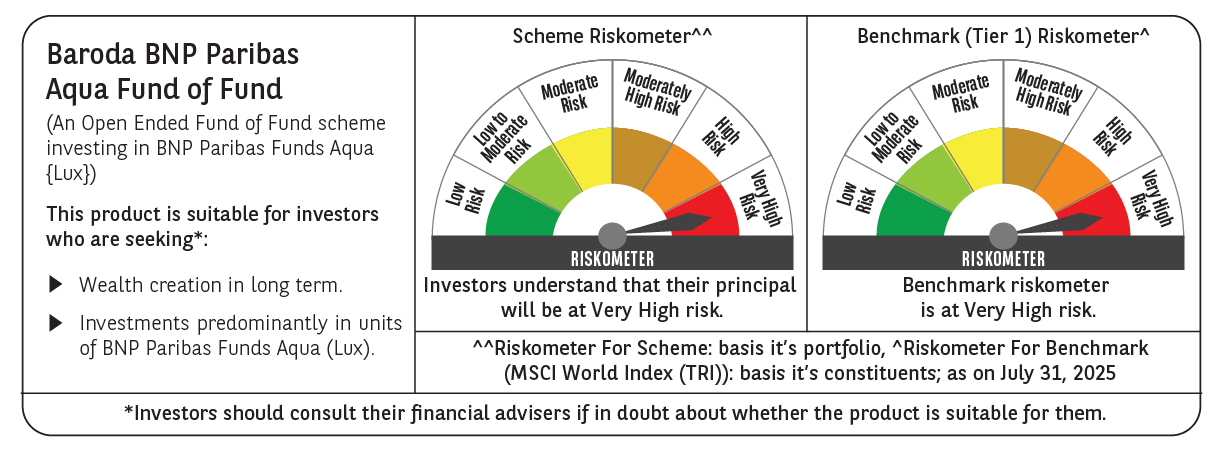 Baroda BNP Paribas
Aqua Fund of Fund
(An Open Ended Fund of Fund scheme
investing in BNP Paribas Funds Aqua
{Lux})
This product is suitable for investors
who are seeking*:
Wealth creation in long term.
Investments predominantly in units
of BNP Paribas Funds Aqua (Lux).
Scheme Riskometer^^
Low
Risk
Low to
Moderate
Risk
Moderate
Risk
Moderately
High Risk
High
Risk
Very High
Risk
RISKOMETER
Investors understand that their principal
will be at Very High risk.
Benchmark (Tier 1) Riskometer^
Low
Risk
Low to
Moderate
Risk
Moderate
Risk
Moderately
High Risk
High
Risk
Very High
Risk
RISKOMETER
Benchmark riskometer
is at Very High risk.
^^Riskometer For Scheme: basis it's portfolio, ^Riskometer For Benchmark
(MSCI World Index (TRI)): basis it's constituents; as on July 31, 2025
*Investors should consult their financial advisers if in doubt about whether the product is suitable for them.